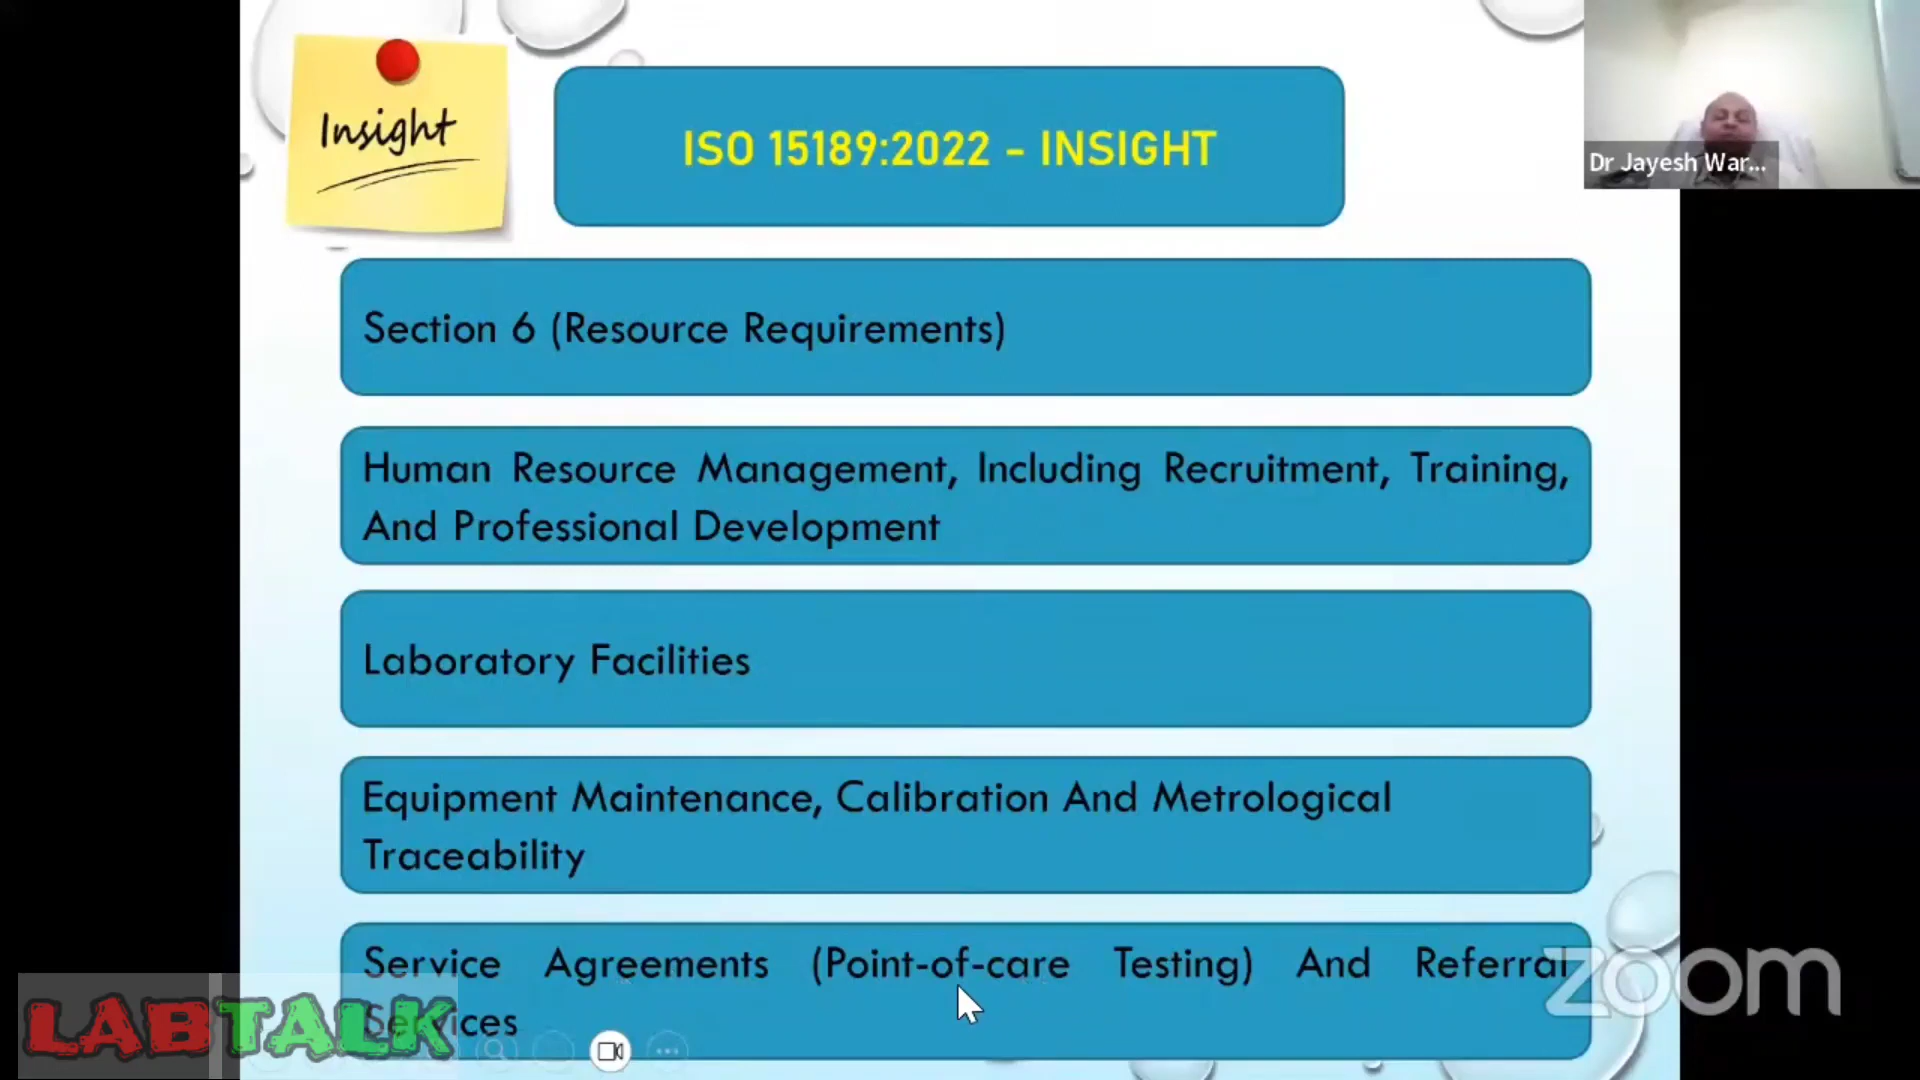 Insight
ISO 15189:2022 - INSIGHT
Dr Jayesh War...
Section 6 (Resource Requirements)
Human Resource Management, Including Recruitment, Training,
And Professional Development
Laboratory Facilities
Equipment Maintenance, Calibration And Metrological
Traceability
Service Agreements (Point-of-care Testing) And Referral
Services
zoom
LABTALK